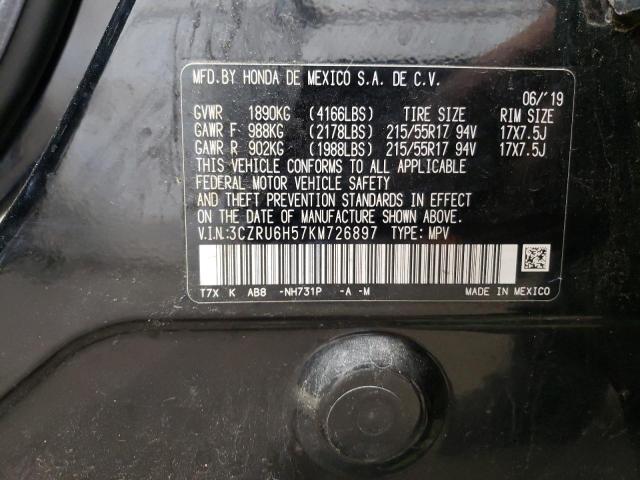 MFD.BY HONDA DE MEXICO S.A. DE C.V.
06/'19
GVWR 1890KG (4166LBS) TIRE SIZE RIM SIZE
GAWR F 988KG (2178LBS) 215/55R17 94V 17X7.5J
GAWR R 902KG (1988LBS) 215/55R17 94V 17X7.5J
THIS VEHICLE CONFORMS TO ALL APPLICABLE
FEDERAL MOTOR VEHICLE SAFETY
AND THEFT PREVENTION STANDARDS IN EFFECT
ON THE DATE OF MANUFACTURE SHOWN ABOVE.
V.I.N.:3CZRU6H57KM726897 TYPE: MPV
T7X K AB8 -NH731P -A -M MADE IN MEXICO